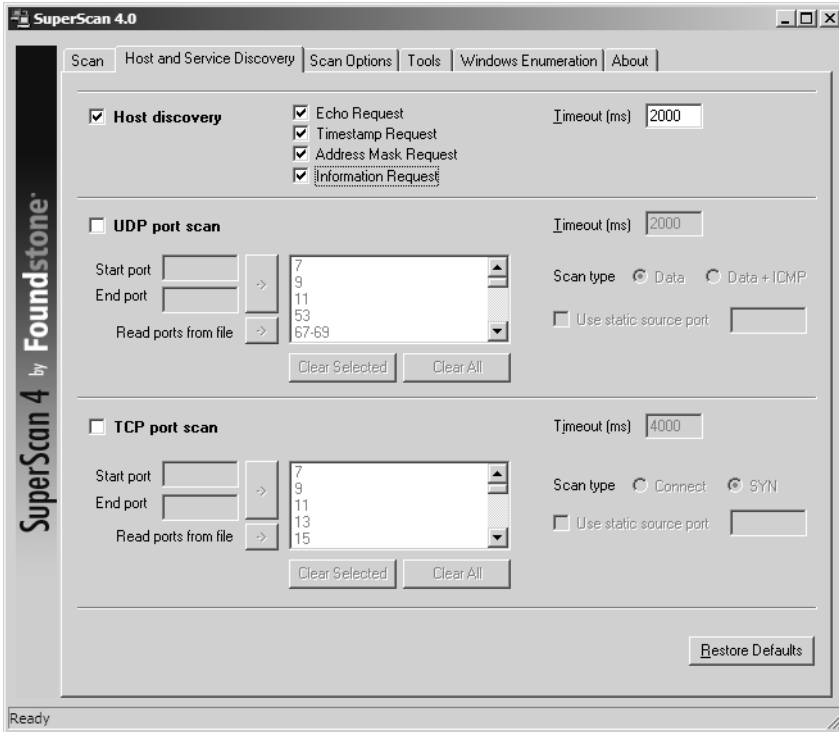 SuperScan 4.0
Scan Host and Service Discovery Scan Options Tools Windows Enumeration About
SuperScan 4 by Foundstone
Host discovery
Echo Request
Timestamp Request
Address Mask Request
Information Request
Timeout (ms) 2000
UDP port scan
Timeout (ms) 2000
Start port
End port
->
Read ports from file ->
7
9
11
53
67-69
Clear Selected Clear All
Scan type Data Data + ICMP
Use static source port
TCP port scan
Timeout (ms) 4000
Start port
End port
->
Read ports from file ->
7
9
11
13
15
Clear Selected Clear All
Scan type Connect SYN
Use static source port
Restore Defaults
Ready